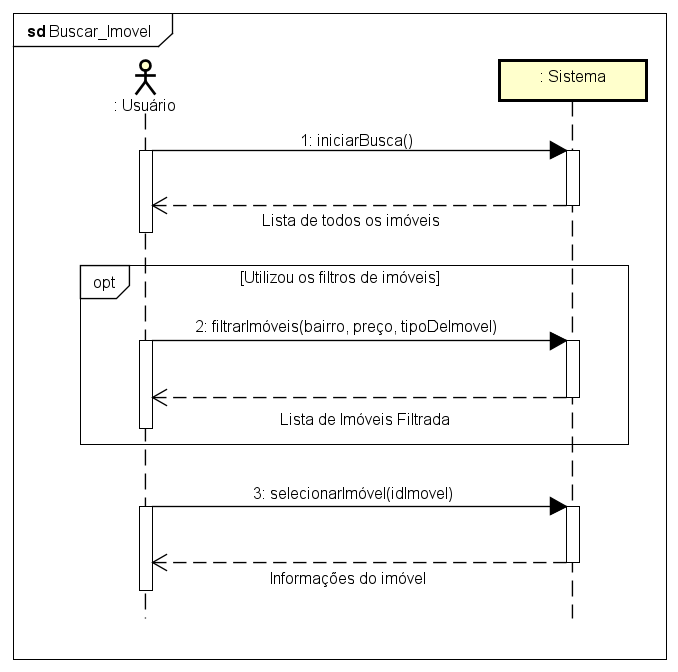 sd Buscar_Imovel
: Usuário
: Sistema
1: iniciarBusca()
Lista de todos os imóveis
opt
[Utilizou os filtros de imóveis]
2: filtrarImóveis(bairro, preço, tipoDeImovel)
Lista de Imóveis Filtrada
3: selecionarImóvel(idImovel)
Informações do imóvel